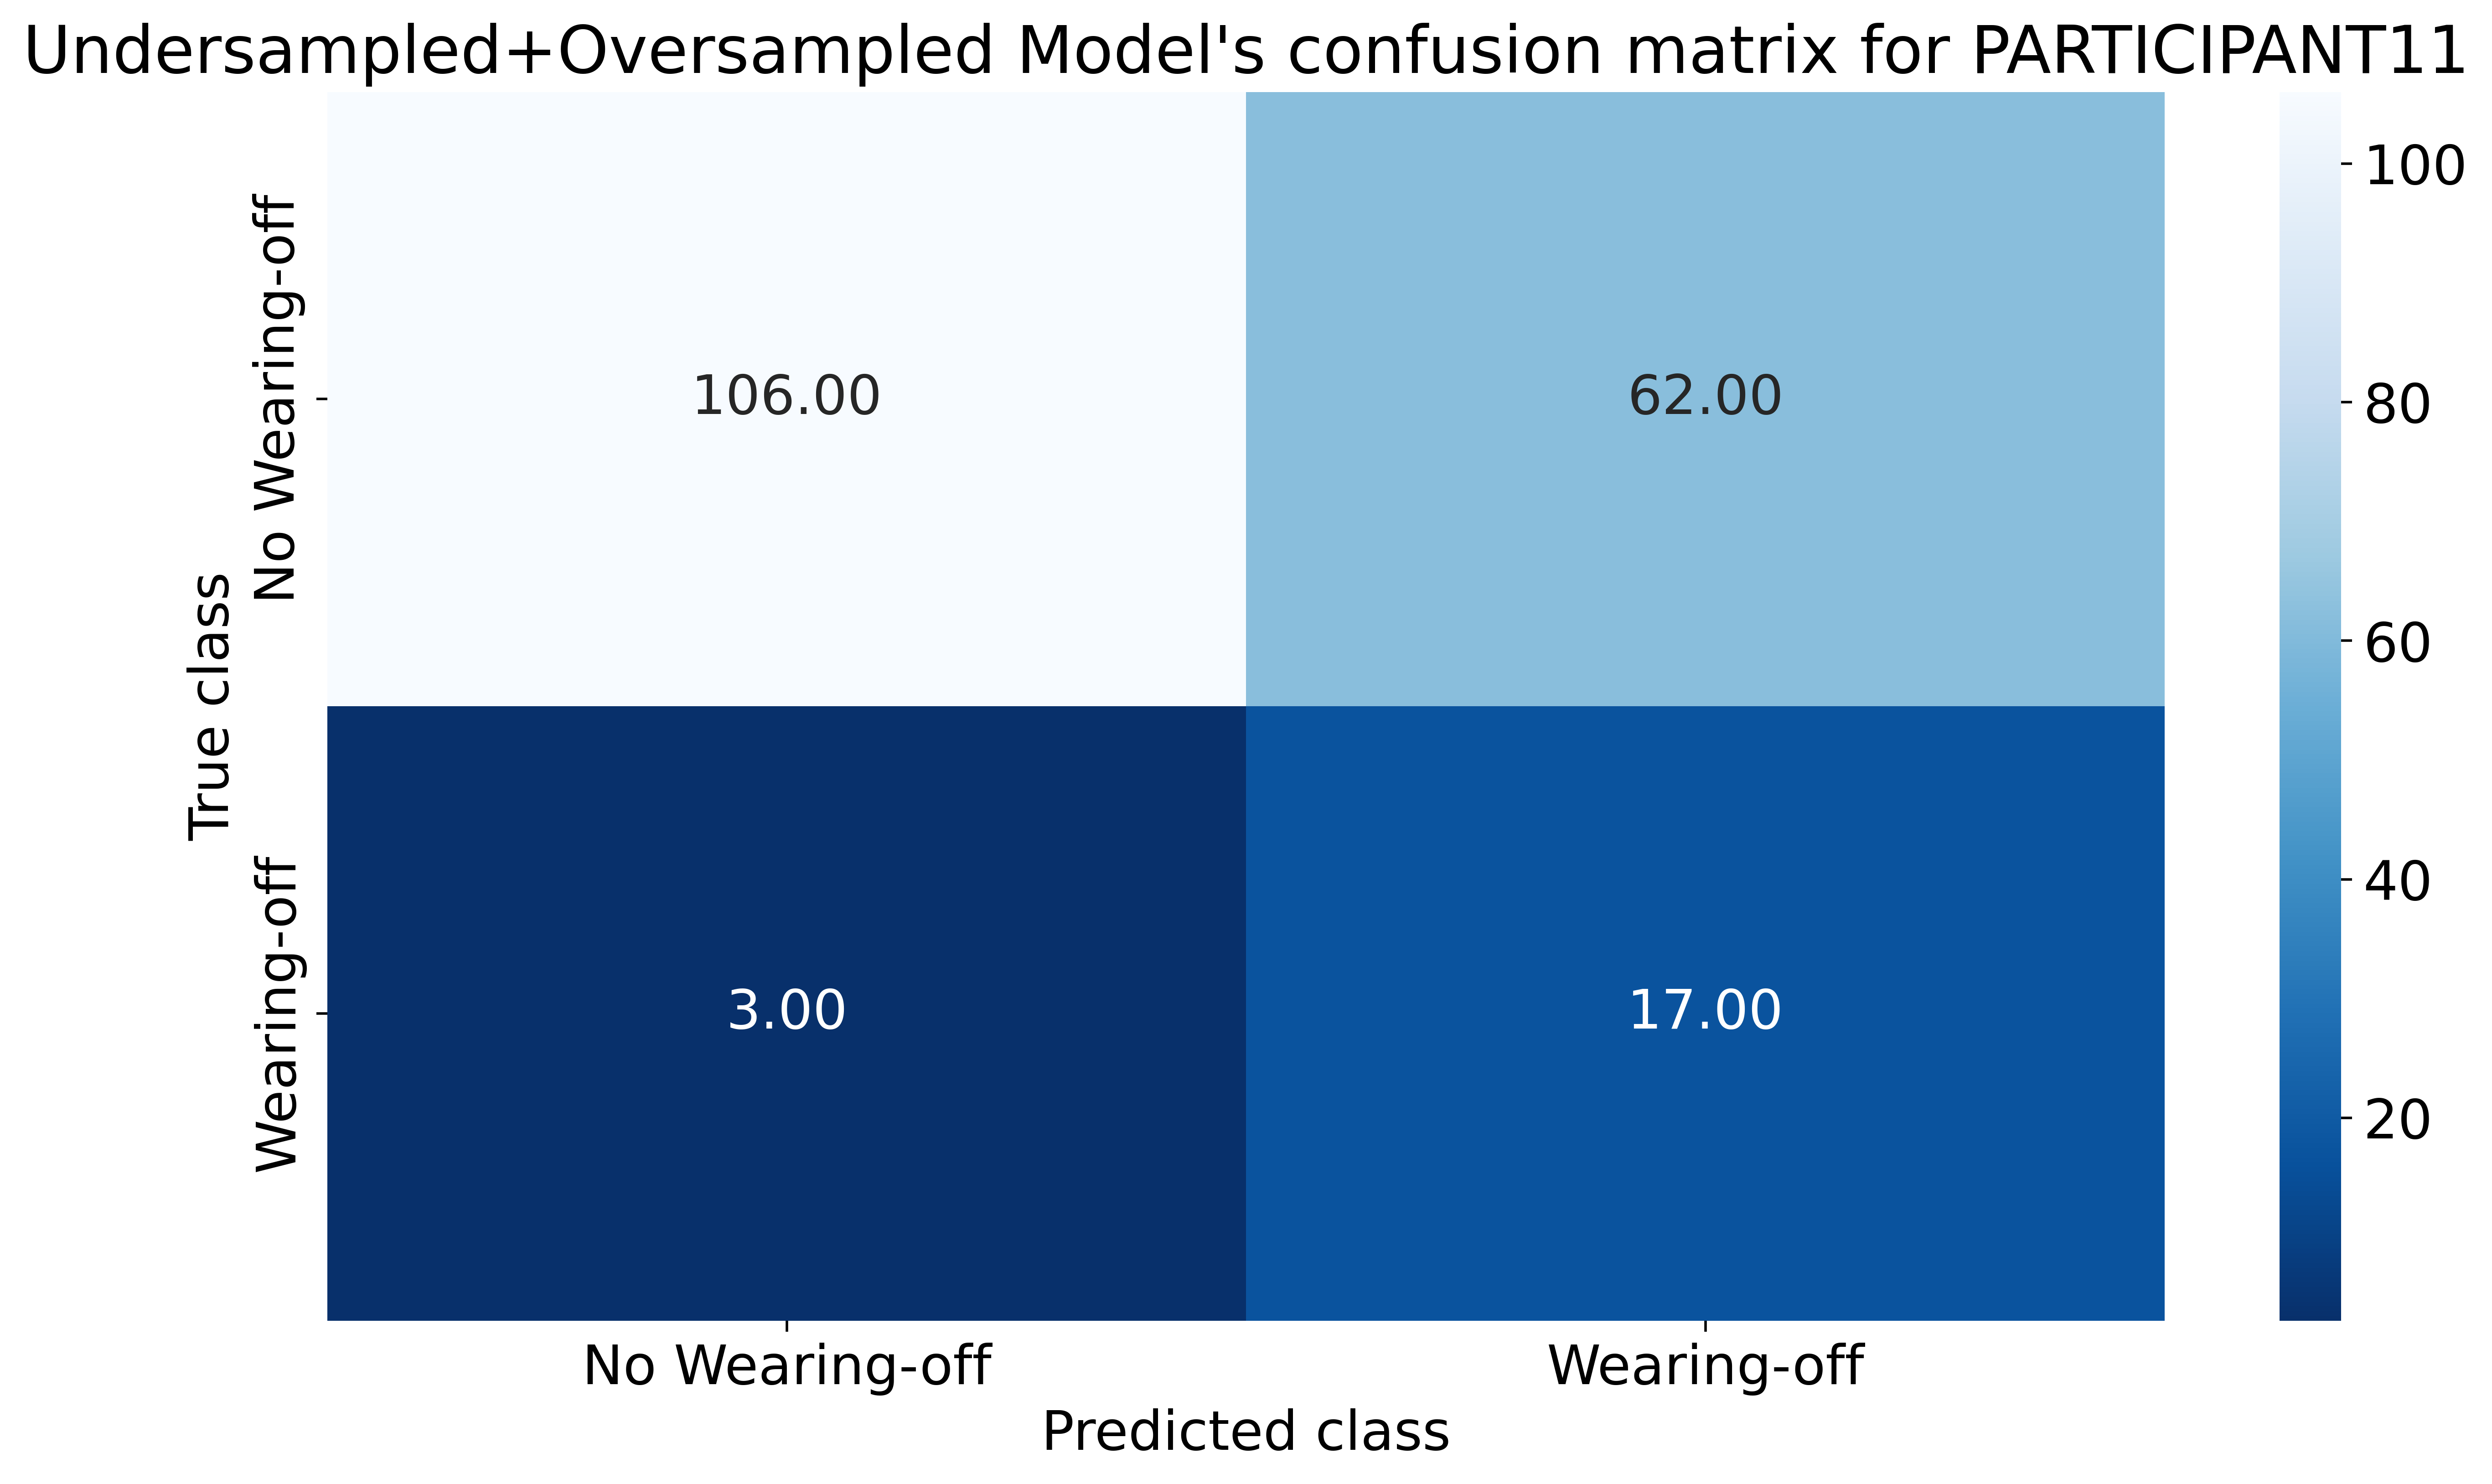 Undersampled+Oversampled Model's confusion matrix for PARTICIPANT11
True class
No Wearing-off
Wearing-off
106.00
62.00
3.00
17.00
No Wearing-off
Wearing-off
Predicted class
100
80
60
40
20